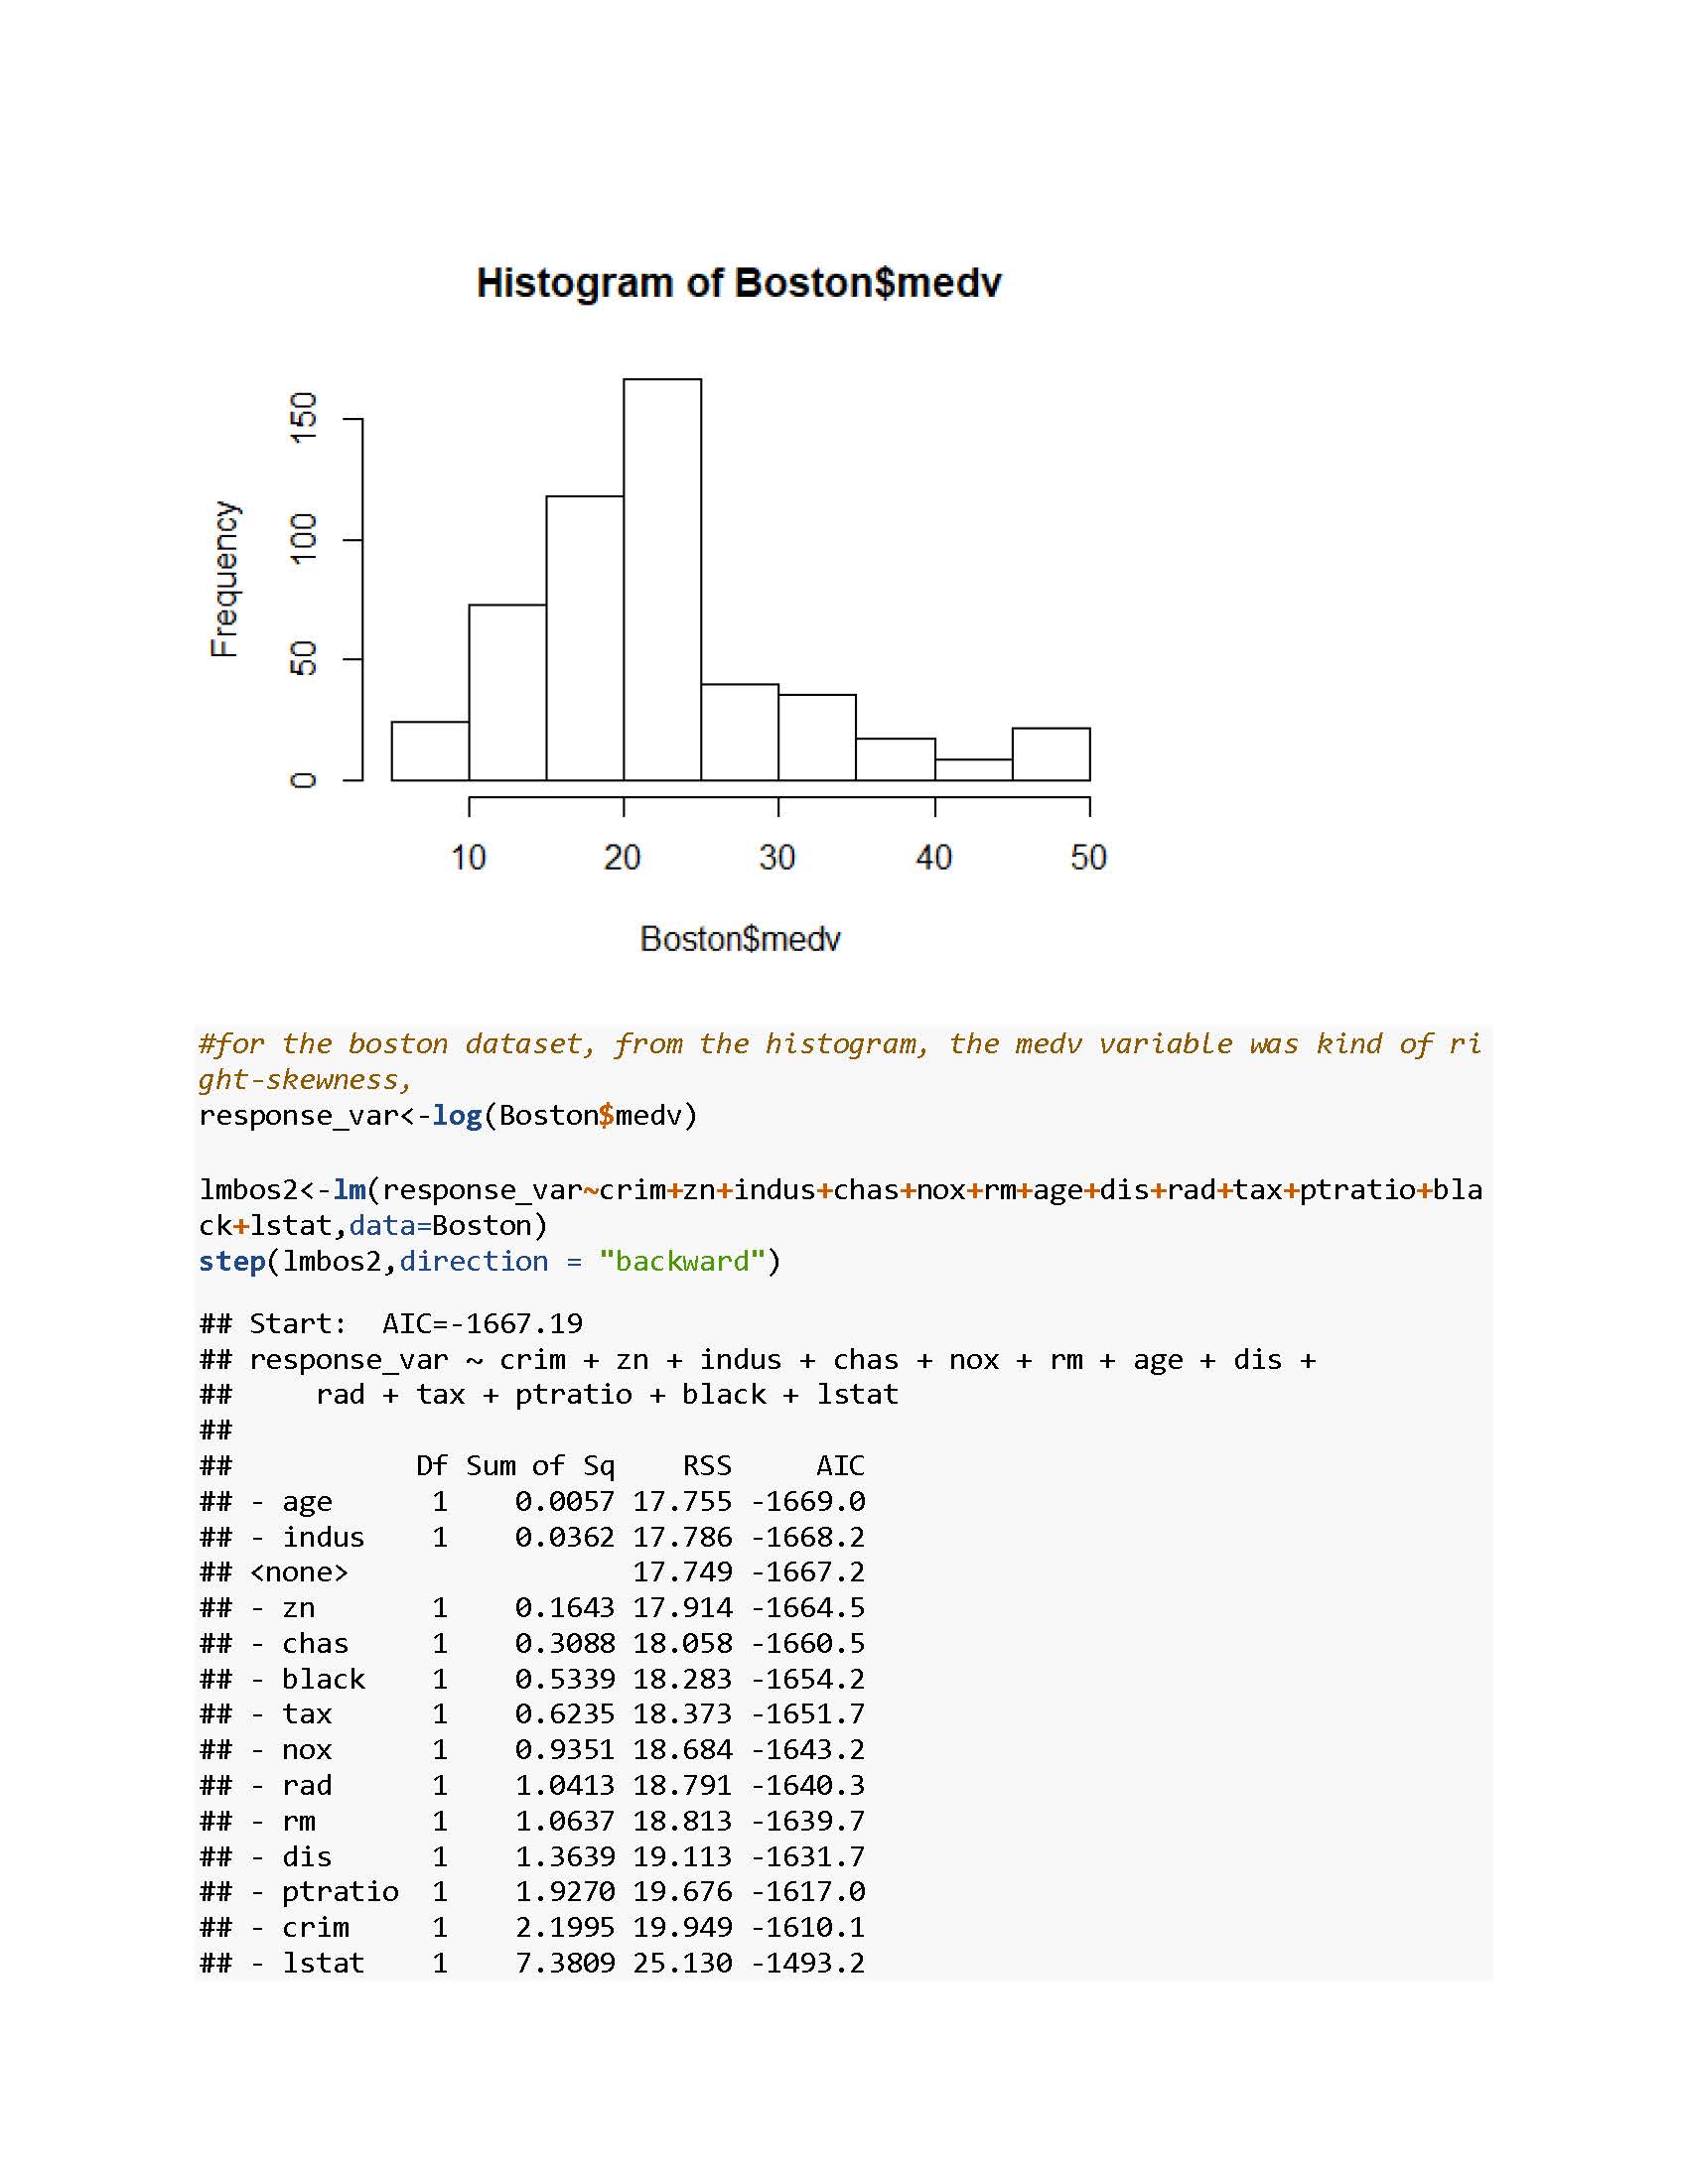 Histogram of Boston$medv
150
100
50
0
Frequency
10 20 30 40 50
Boston$medv
#for the boston dataset, from the histogram, the medv variable was kind of ri
ght-skewness,
response_var<-log(Boston$medv)
lmbos2<-lm(response_var~crim+zn+indus+chas+nox+rm+age+dis+rad+tax+ptratio+bla
ck+lstat,data=Boston)
step(lmbos2,direction = "backward")
## Start:  AIC=-1667.19
## response_var ~ crim + zn + indus + chas + nox + rm + age + dis +
##     rad + tax + ptratio + black + lstat
##
##           Df Sum of Sq    RSS     AIC
## - age      1    0.0057 17.755 -1669.0
## - indus    1    0.0362 17.786 -1668.2
## <none>                 17.749 -1667.2
## - zn       1    0.1643 17.914 -1664.5
## - chas     1    0.3088 18.058 -1660.5
## - black    1    0.5339 18.283 -1654.2
## - tax      1    0.6235 18.373 -1651.7
## - nox      1    0.9351 18.684 -1643.2
## - rad      1    1.0413 18.791 -1640.3
## - rm       1    1.0637 18.813 -1639.7
## - dis      1    1.3639 19.113 -1631.7
## - ptratio  1    1.9270 19.676 -1617.0
## - crim     1    2.1995 19.949 -1610.1
## - lstat    1    7.3809 25.130 -1493.2